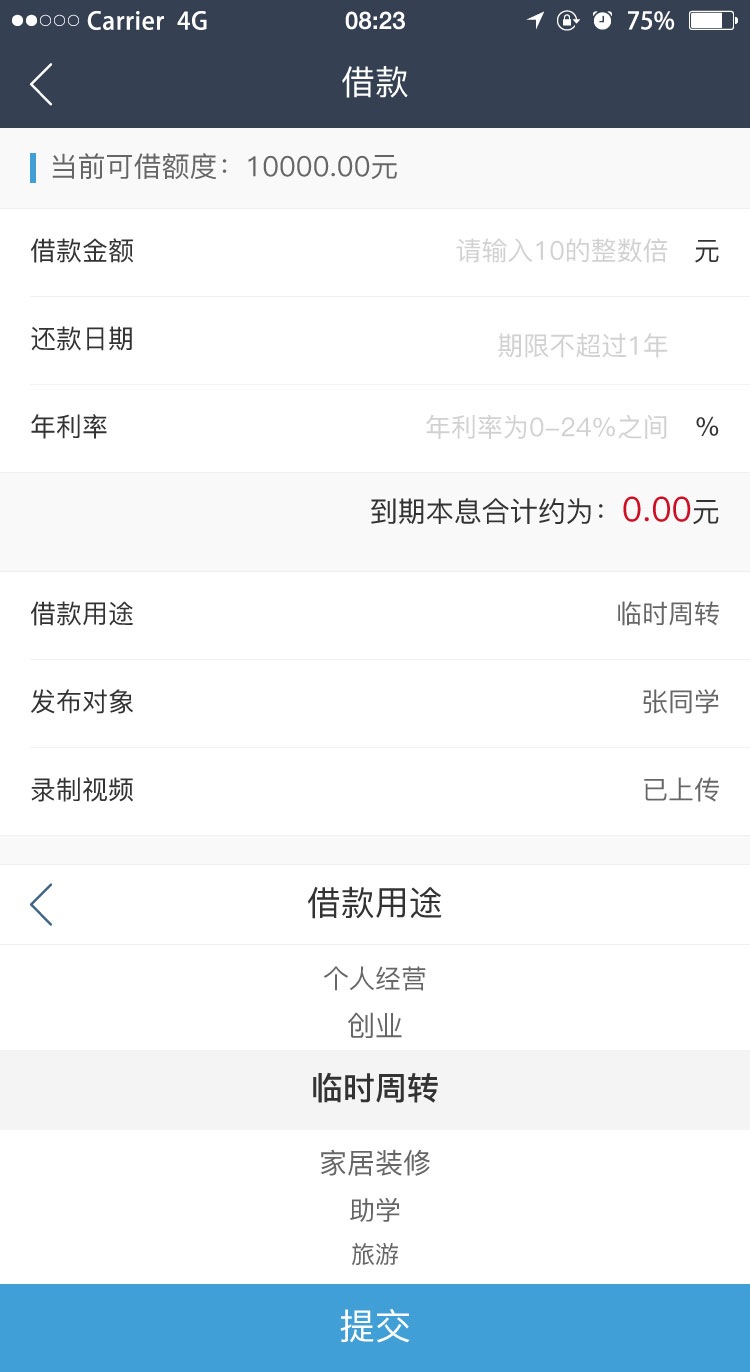 Carrier 4G 08:23 75%
借款
当前可借额度：10000.00元
借款金额 请输入10的整数倍 元
还款日期 期限不超过1年
年利率 年利率为0-24%之间 %
到期本息合计约为：0.00元
借款用途 临时周转
发布对象 张同学
录制视频 已上传
借款用途
个人经营
创业
临时周转
家居装修
助学
旅游
提交